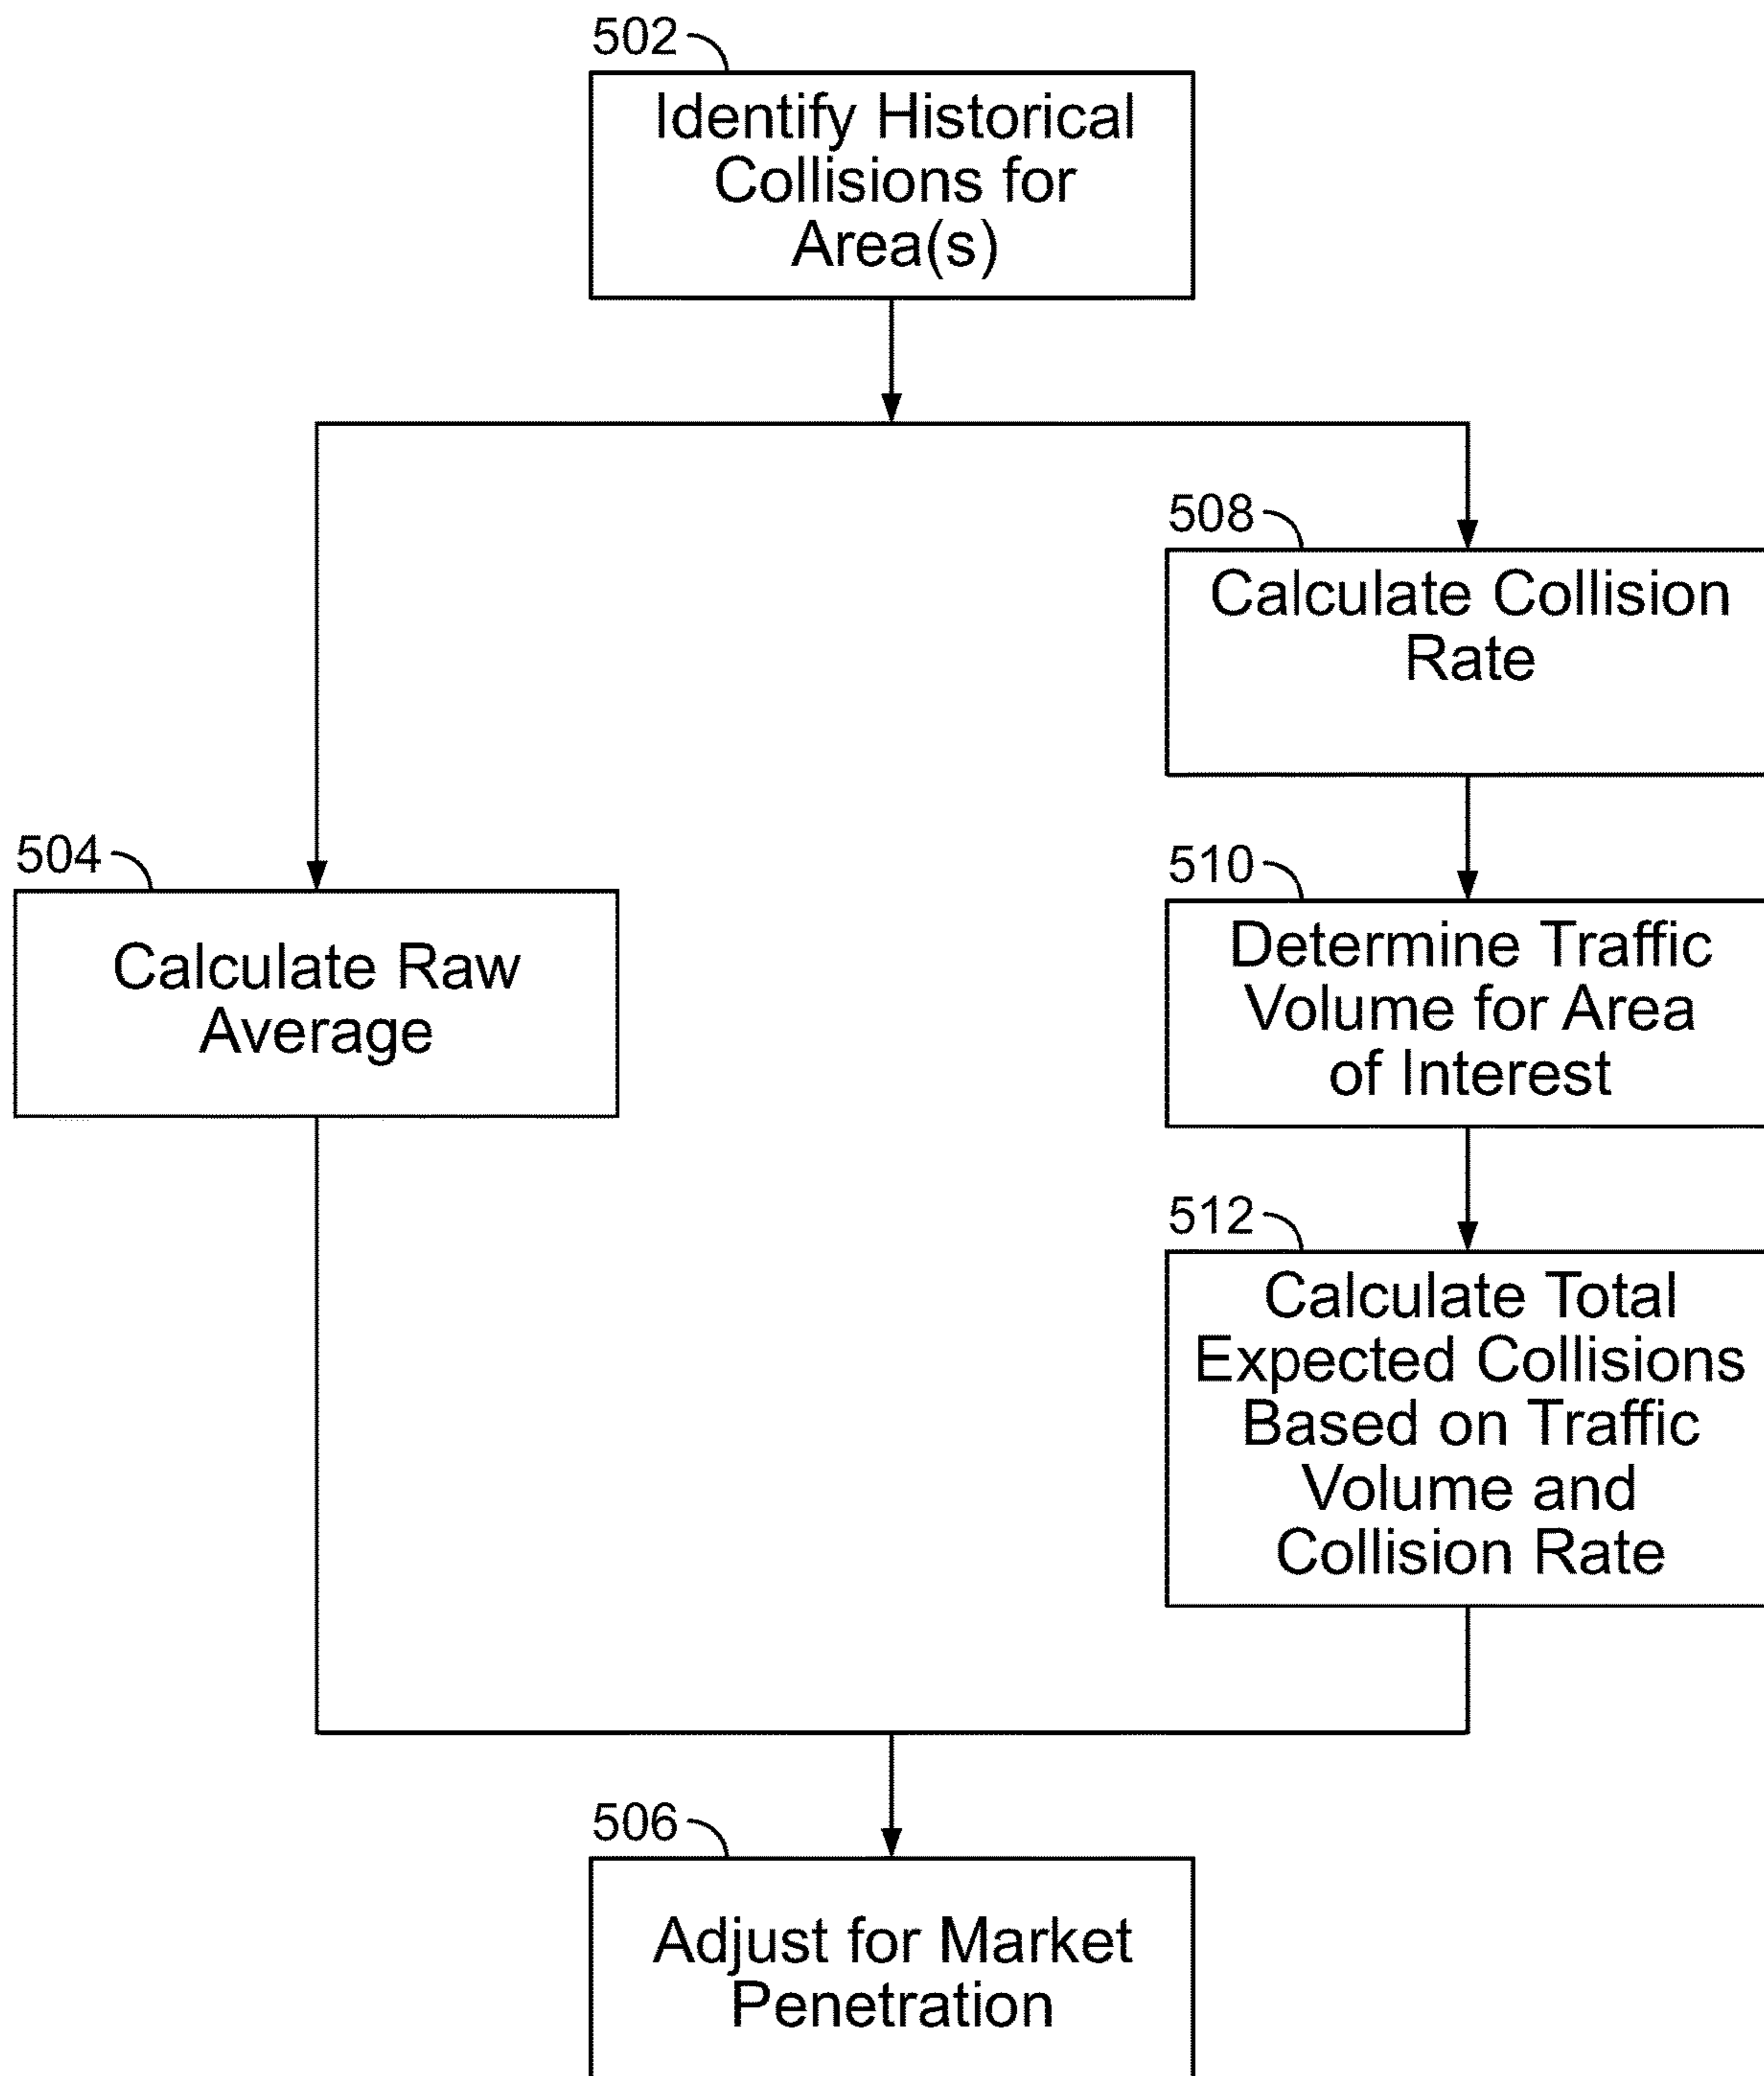 502
Identify Historical
Collisions for
Area(s)
508
Calculate Collision
Rate
504
Calculate Raw
Average
510
Determine Traffic
Volume for Area
of Interest
512
Calculate Total
Expected Collisions
Based on Traffic
Volume and
Collision Rate
506
Adjust for Market
Penetration